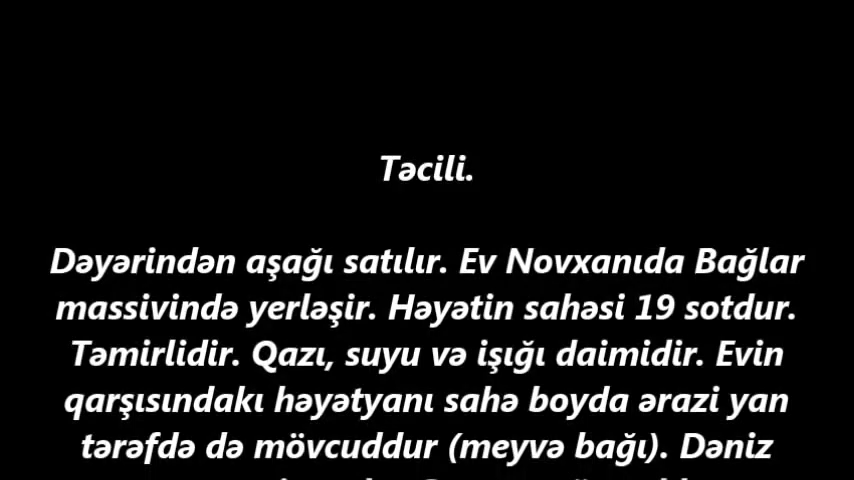 Təcili.
Dəyərindən aşağı satılır. Ev Novxanıda Bağlar
massivində yerləşir. Həyətin sahəsi 19 sotdur.
Təmirlidir. Qazı, suyu və işığı daimidir. Evin
qarşısındakı həyətyanı sahə boyda ərazi yan
tərəfdə də mövcuddur (meyvə bağı). Dəniz